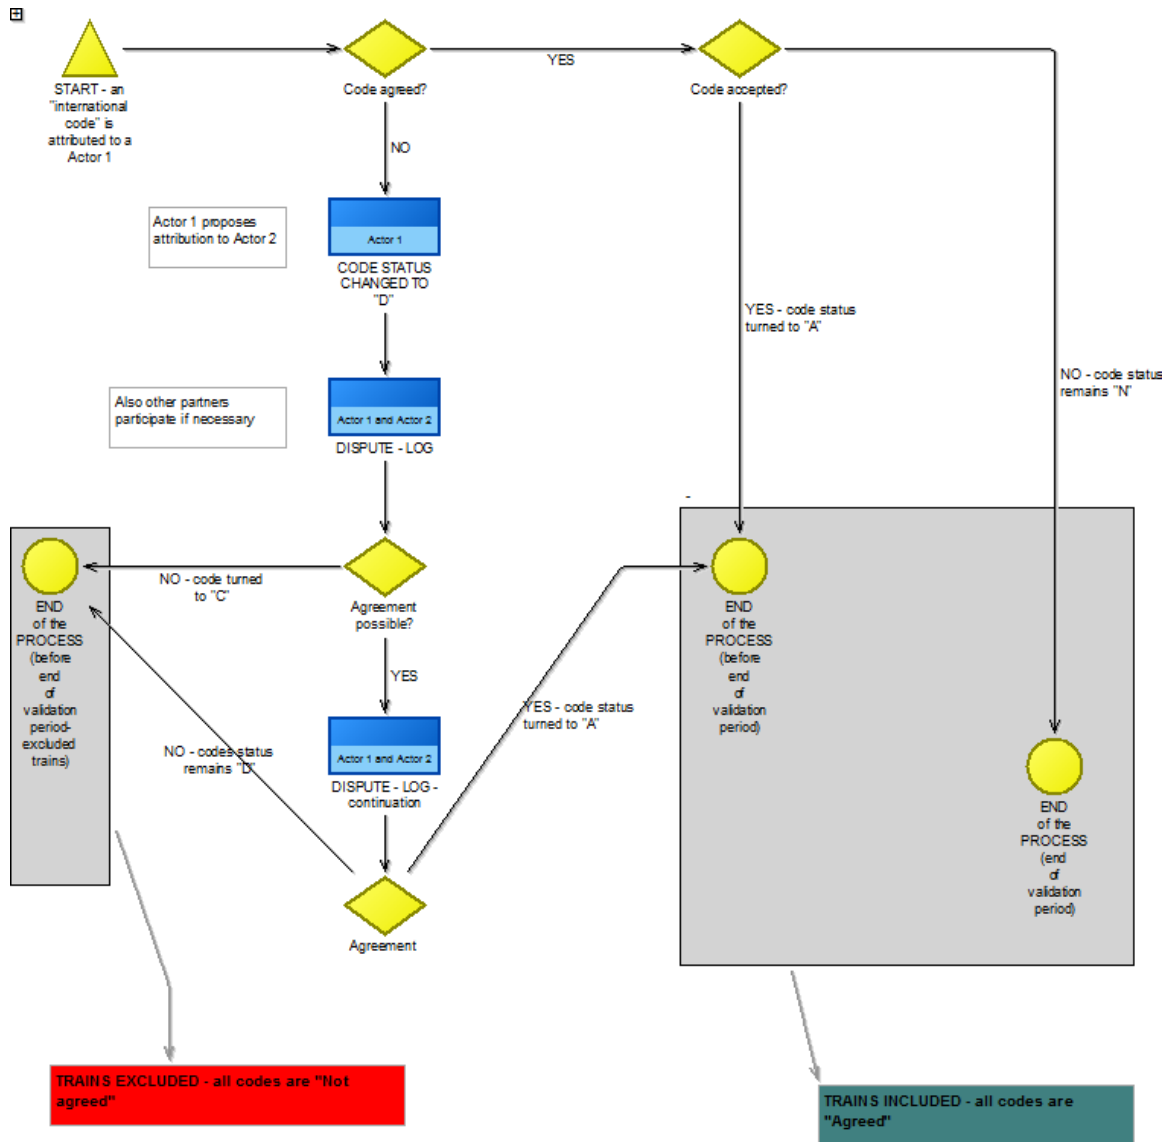 START - an
"international
code" is
attributed to a
Actor 1
Code agreed?
YES
Code accepted?
NO
Actor 1 proposes
attribution to Actor 2
Actor 1
CODE STATUS
CHANGED TO
"D"
YES - code status
turned to "A"
NO - code status
remains "N"
Also other partners
participate if necessary
Actor 1 and Actor 2
DISPUTE - LOG
-
NO - code turned
to "C"
Agreement
possible?
END
of the
PROCESS
(before
end
of
validation
period-
excluded
trains)
END
of the
PROCESS
(before
end
of
validation
period)
YES
YES - code status
turned to "A"
NO - codes status
remains "D"
Actor 1 and Actor 2
DISPUTE - LOG -
continuation
END
of the
PROCESS
(end
of
validation
period)
Agreement
TRAINS EXCLUDED - all codes are "Not
agreed"
TRAINS INCLUDED - all codes are
"Agreed"